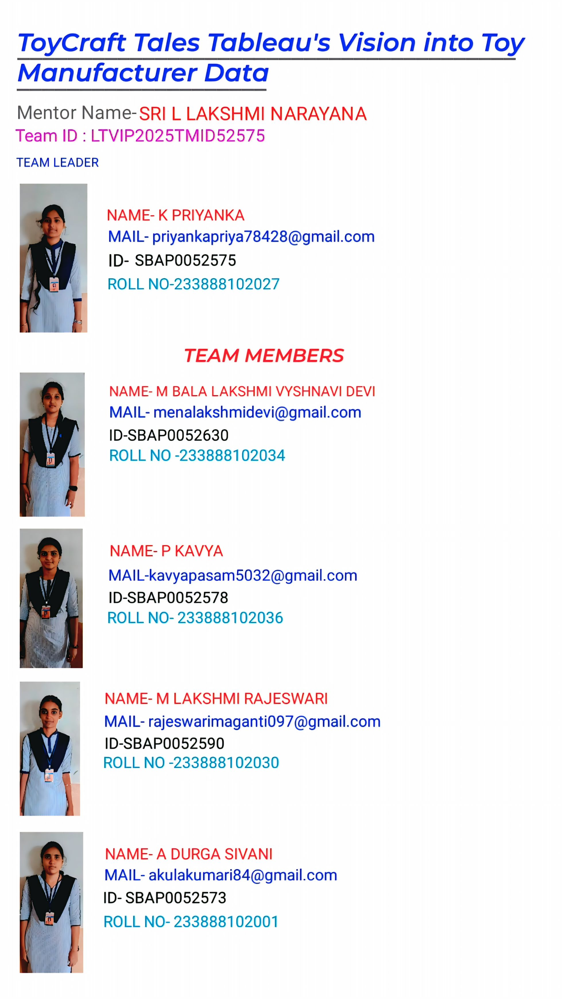 ToyCraft Tales Tableau's Vision into Toy
Manufacturer Data
Mentor Name- SRI L LAKSHMI NARAYANA
Team ID : LTVIP2025TMID52575
TEAM LEADER
NAME- K PRIYANKA
MAIL- priyankapriya78428@gmail.com
ID- SBAP0052575
ROLL NO-233888102027
TEAM MEMBERS
NAME- M BALA LAKSHMI VYSHNAVI DEVI
MAIL- menalakshmidevi@gmail.com
ID-SBAP0052630
ROLL NO -233888102034
NAME- P KAVYA
MAIL-kavyapasam5032@gmail.com
ID-SBAP0052578
ROLL NO- 233888102036
NAME- M LAKSHMI RAJESWARI
MAIL- rajeswarimaganti097@gmail.com
ID-SBAP0052590
ROLL NO -233888102030
NAME- A DURGA SIVANI
MAIL- akulakumari84@gmail.com
ID- SBAP0052573
ROLL NO- 233888102001